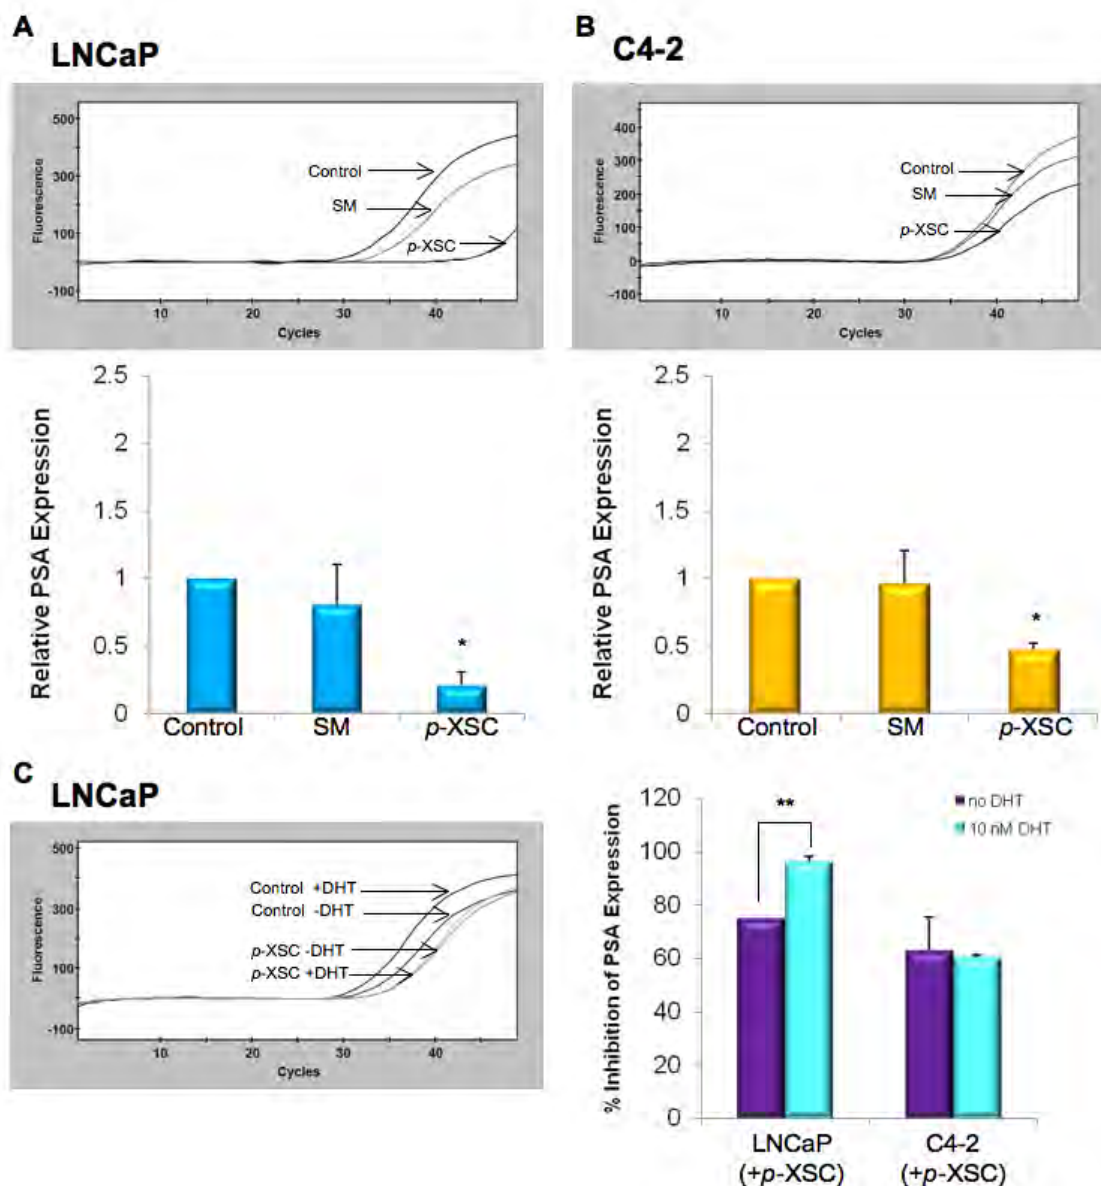 A
LNCaP
500
300
100
-100
Fluorescence
Control
SM
p-XSC
10
20
30
40
Cycles
B
C4-2
400
300
200
100
0
-100
Fluorescence
Control
SM
p-XSC
10
20
30
40
Cycles
2.5
2
1.5
1
0.5
0
Relative PSA Expression
*
Control
SM
p-XSC
2.5
2
1.5
1
0.5
0
Relative PSA Expression
*
Control
SM
p-XSC
C
LNCaP
500
300
100
-100
Fluorescence
Control +DHT
Control -DHT
p-XSC -DHT
p-XSC +DHT
10
20
30
40
Cycles
120
100
80
60
40
20
0
% Inhibition of PSA Expression
**
no DHT
10 nM DHT
LNCaP
(+p-XSC)
C4-2
(+p-XSC)